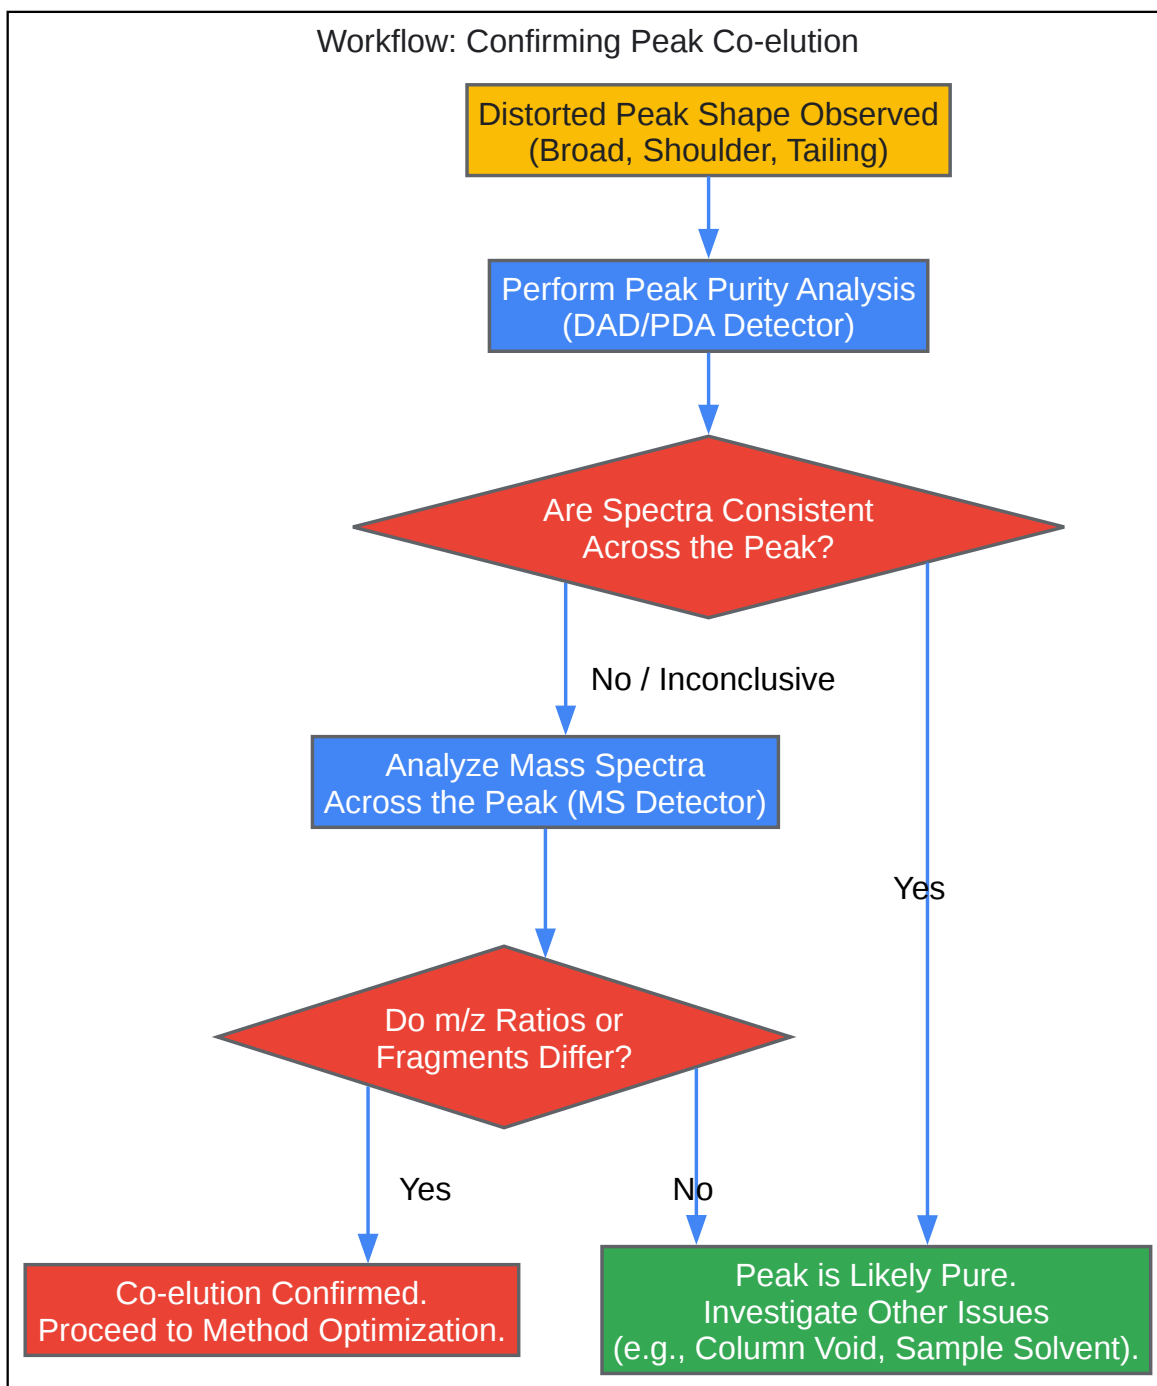 Workflow: Confirming Peak Co-elution
Distorted Peak Shape Observed
(Broad, Shoulder, Tailing)
Perform Peak Purity Analysis
(DAD/PDA Detector)
Are Spectra Consistent
Across the Peak?
No / Inconclusive
Analyze Mass Spectra
Across the Peak (MS Detector)
Yes
Do m/z Ratios or
Fragments Differ?
Yes
No
Co-elution Confirmed.
Proceed to Method Optimization.
Peak is Likely Pure.
Investigate Other Issues
(e.g., Column Void, Sample Solvent).